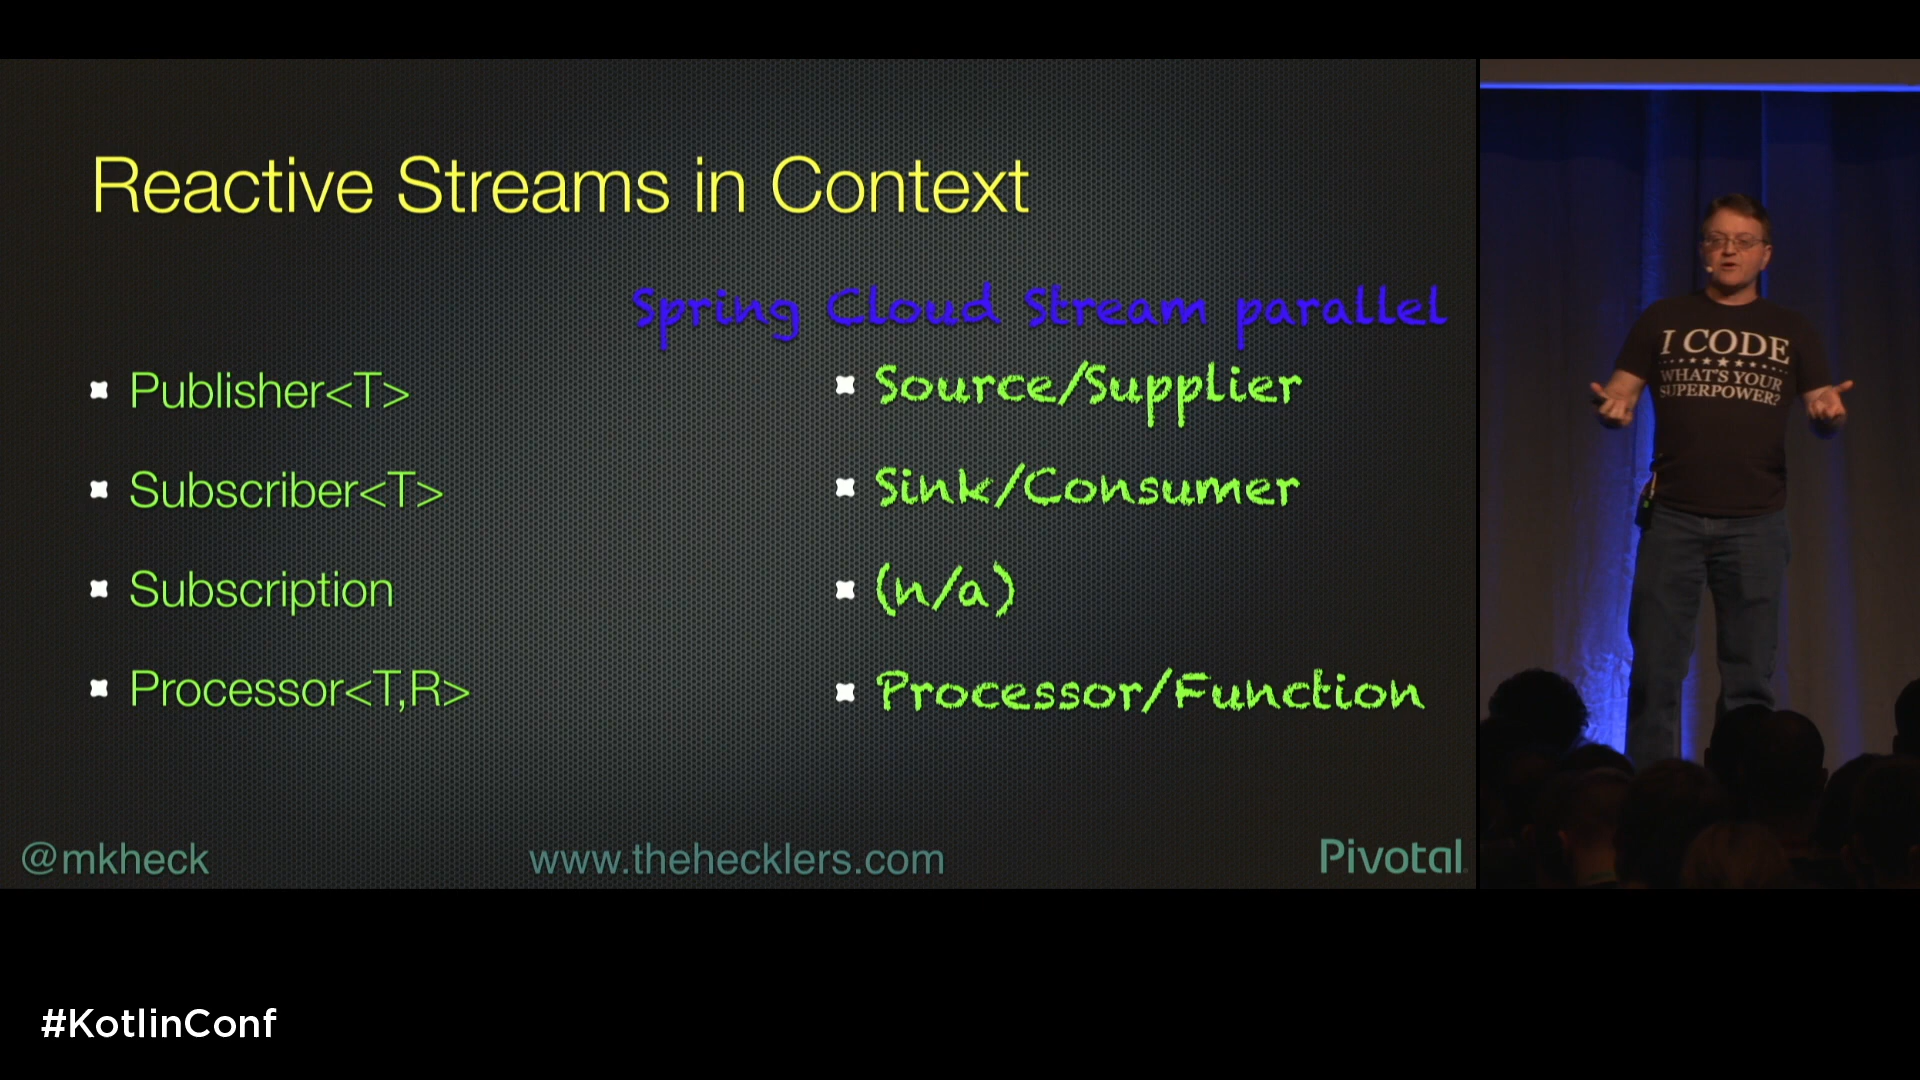 Reactive Streams in Context
Spring Cloud Stream parallel
Publisher<T>
Source/Supplier
Subscriber<T>
Sink/Consumer
Subscription
(n/a)
Processor<T,R>
Processor/Function
@mkheck
www.thehecklers.com
Pivotal
I CODE
WHAT'S YOUR
SUPERPOWER?
#KotlinConf